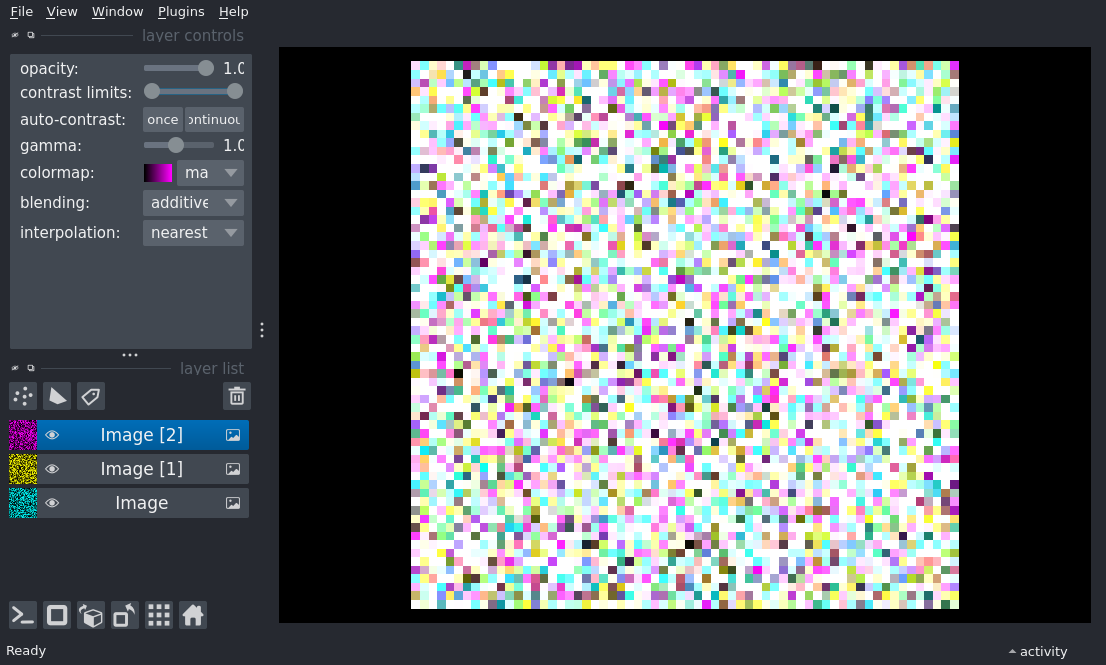 File View Window Plugins Help
layer controls
opacity: 1.0
contrast limits:
auto-contrast: once ontinuou
gamma: 1.0
colormap: ma
blending: additive
interpolation: nearest
layer list
Image [2]
Image [1]
Image
Ready
activity